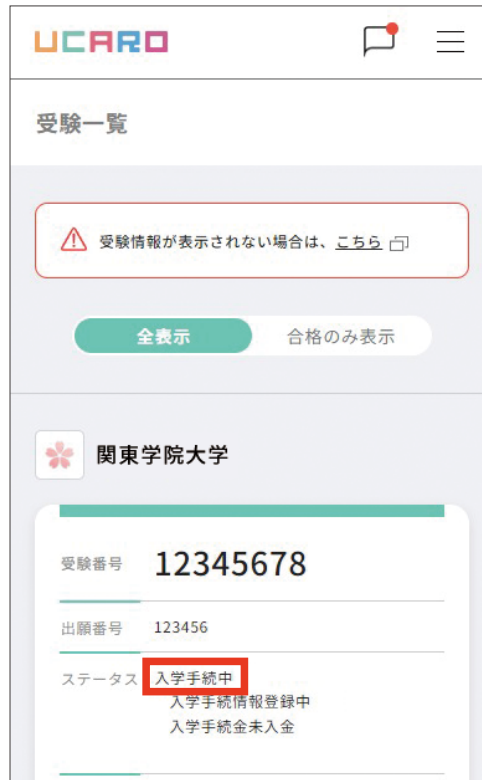 UCARO
受験一覧
受験情報が表示されない場合は、こちら
全表示 合格のみ表示
関東学院大学
受験番号 12345678
出願番号 123456
ステータス 入学手続中
入学手続情報登録中
入学手続金未入金